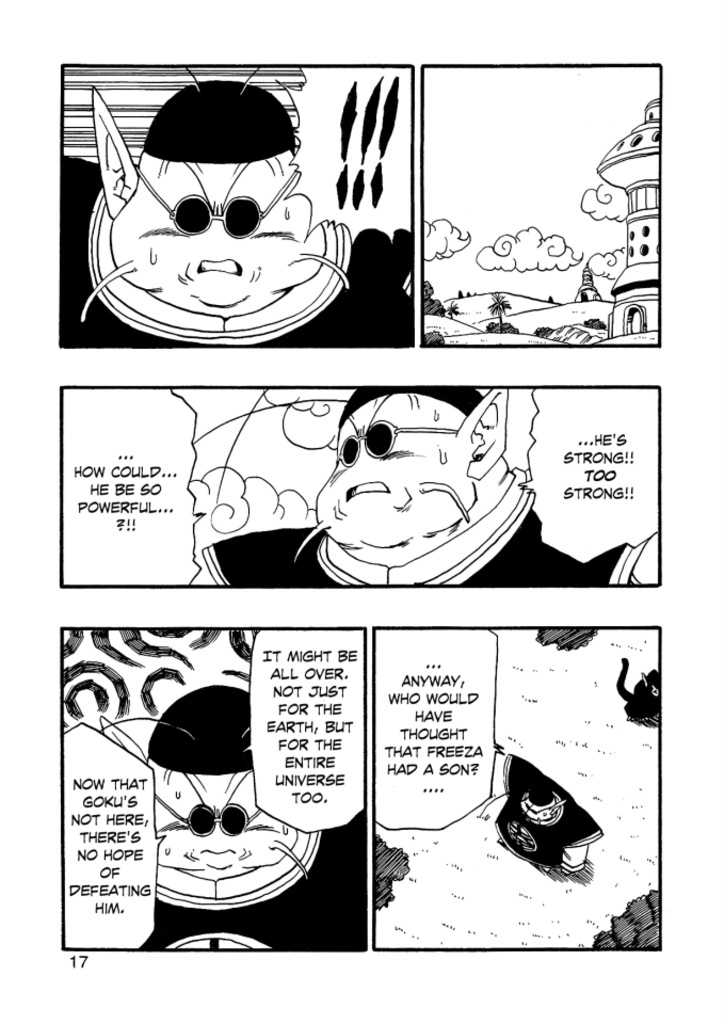 ...HE'S
STRONG!!
TOO
STRONG!!
...
HOW COULD...
HE BE SO
POWERFUL...
?!!
...
ANYWAY,
WHO WOULD
HAVE
THOUGHT
THAT FREEZA
HAD A SON?
....
IT MIGHT BE
ALL OVER.
NOT JUST
FOR THE
EARTH, BUT
FOR THE
ENTIRE
UNIVERSE
TOO.
NOW THAT
GOKU'S
NOT HERE,
THERE'S
NO HOPE
OF
DEFEATING
HIM.
17